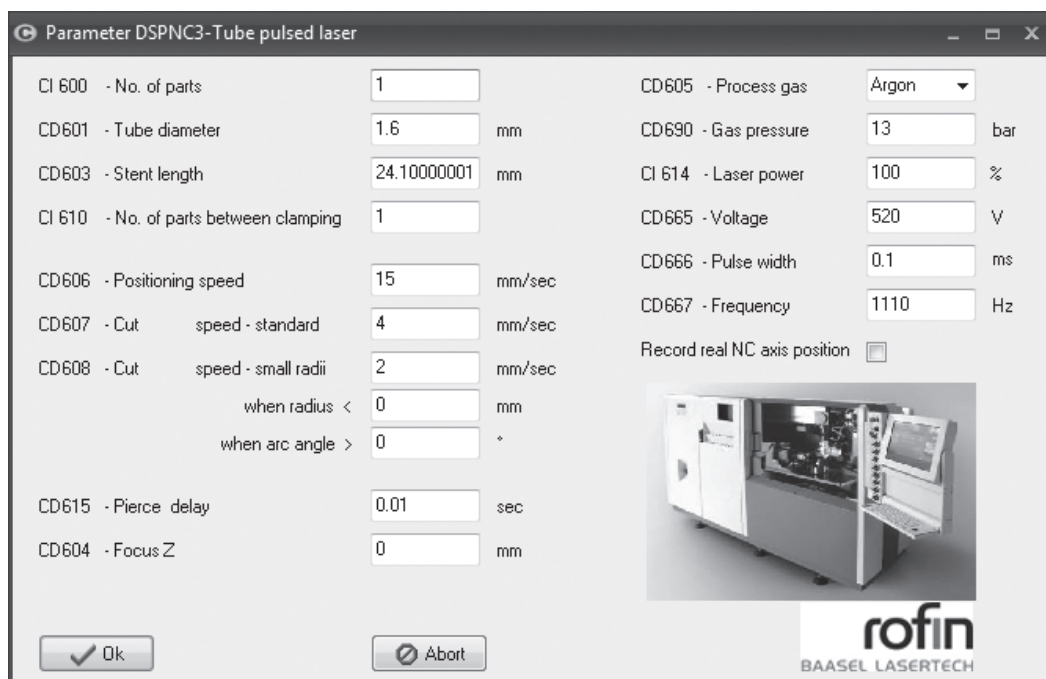 Parameter DSPNC3-Tube pulsed laser
CI 600 - No. of parts 1
CD601 - Tube diameter 1.6 mm
CD603 - Stent length 24.10000001 mm
CI 610 - No. of parts between clamping 1
CD606 - Positioning speed 15 mm/sec
CD607 - Cut speed - standard 4 mm/sec
CD608 - Cut speed - small radii 2 mm/sec
when radius < 0 mm
when arc angle > 0 °
CD615 - Pierce delay 0.01 sec
CD604 - Focus Z 0 mm
Ok
Abort
CD605 - Process gas Argon
CD690 - Gas pressure 13 bar
CI 614 - Laser power 100 %
CD665 - Voltage 520 V
CD666 - Pulse width 0.1 ms
CD667 - Frequency 1110 Hz
Record real NC axis position
rofin
BAASEL LASERTECH